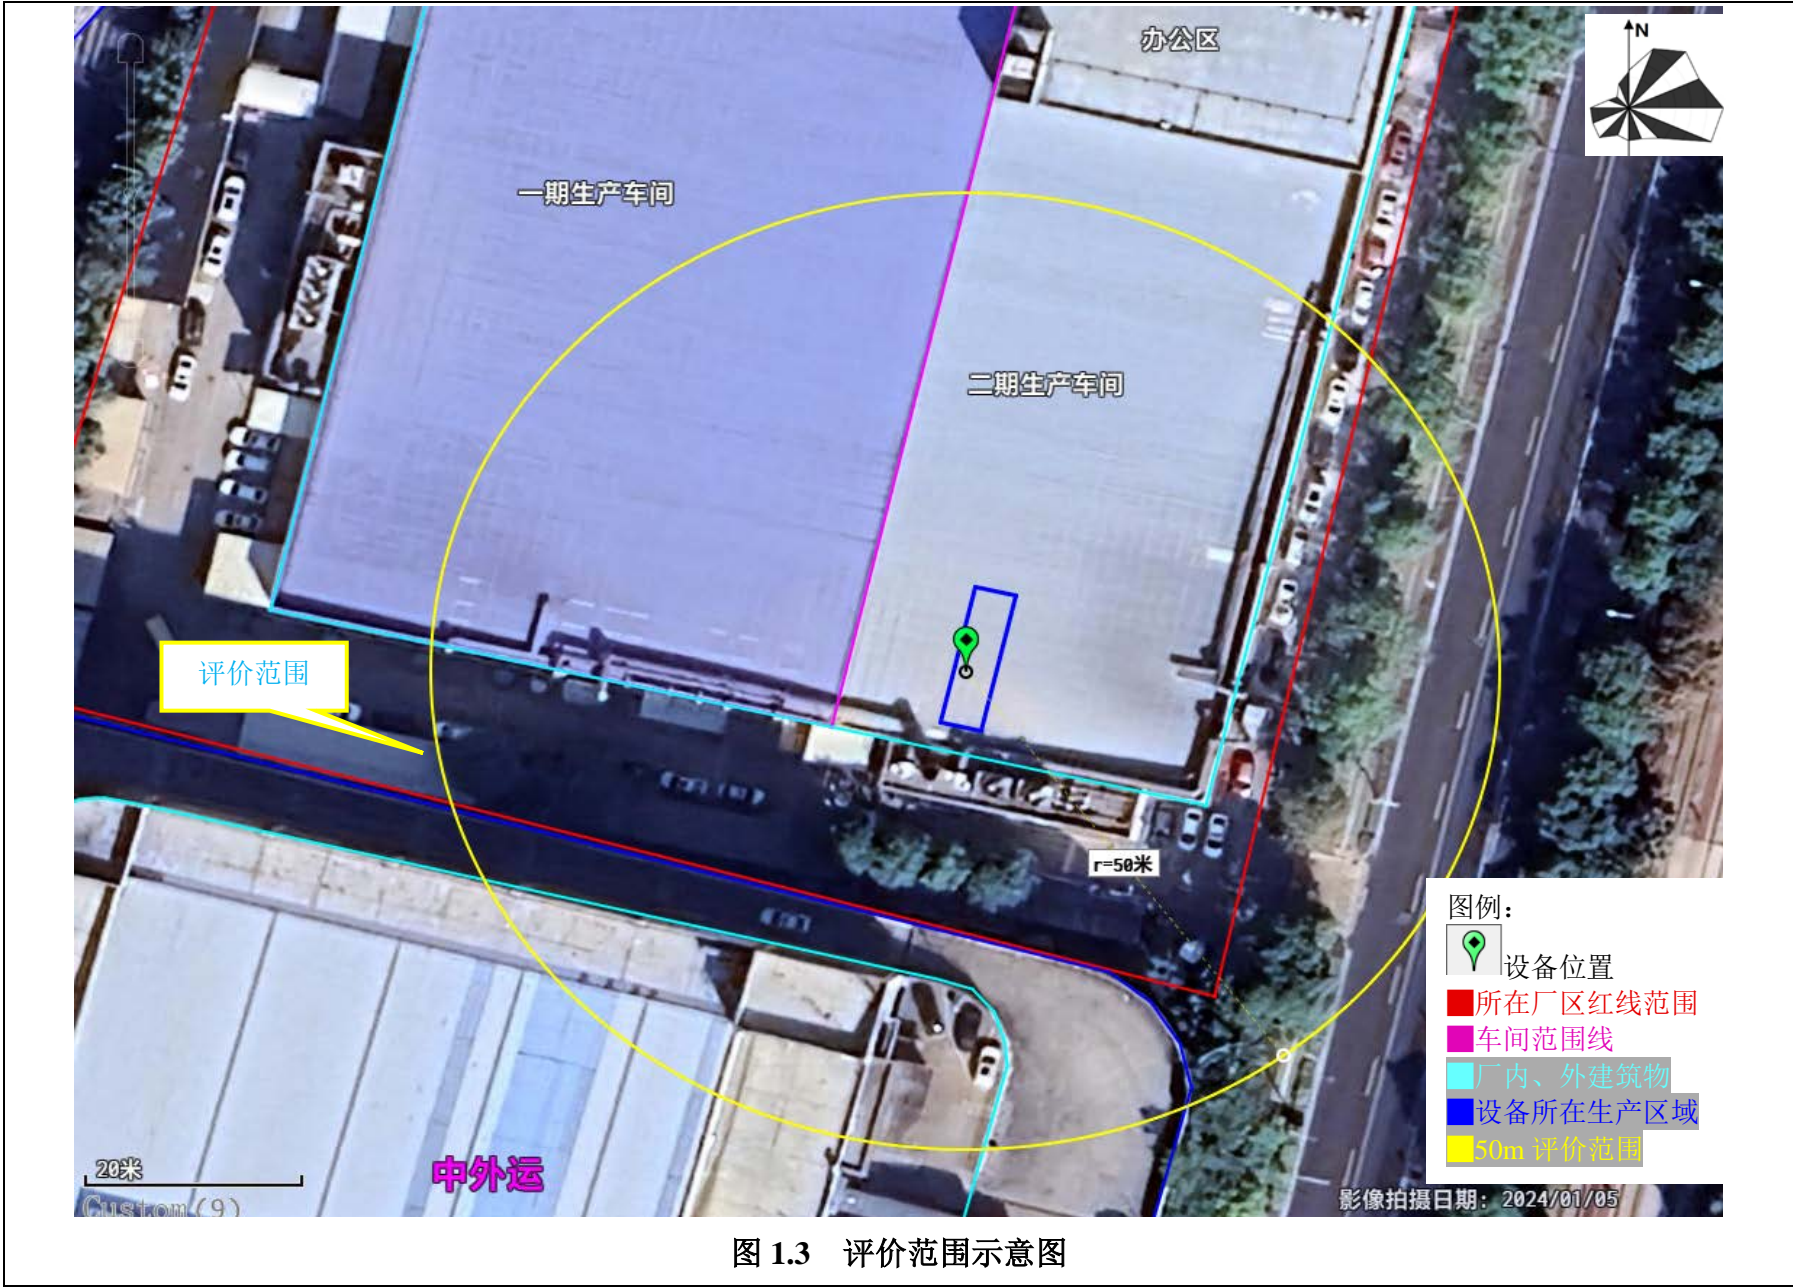 办公区
N
一期生产车间
二期生产车间
评价范围
r=50米
图例：
设备位置
所在厂区红线范围
车间范围线
厂内、外建筑物
设备所在生产区域
50m 评价范围
20米
中外运
Custom(9)
影像拍摄日期：2024/01/05
图 1.3 评价范围示意图